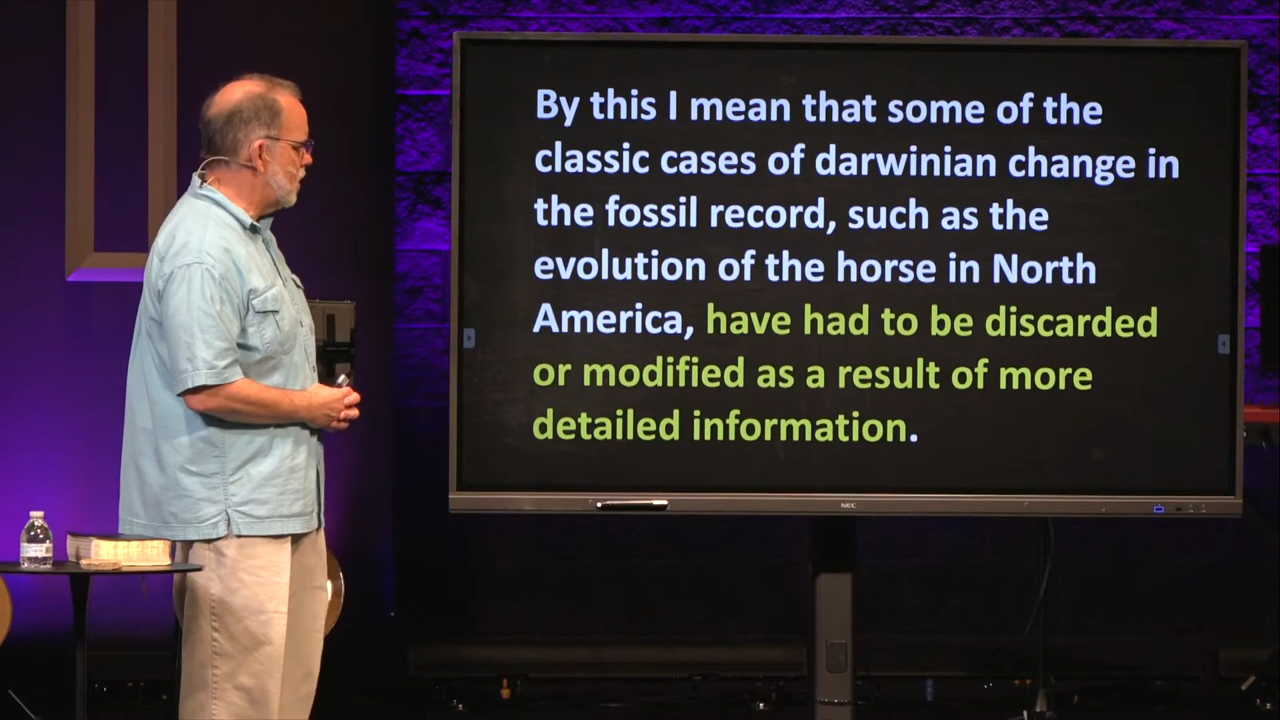 By this I mean that some of the
classic cases of darwinian change in
the fossil record, such as the
evolution of the horse in North
America, have had to be discarded
or modified as a result of more
detailed information.
NEC